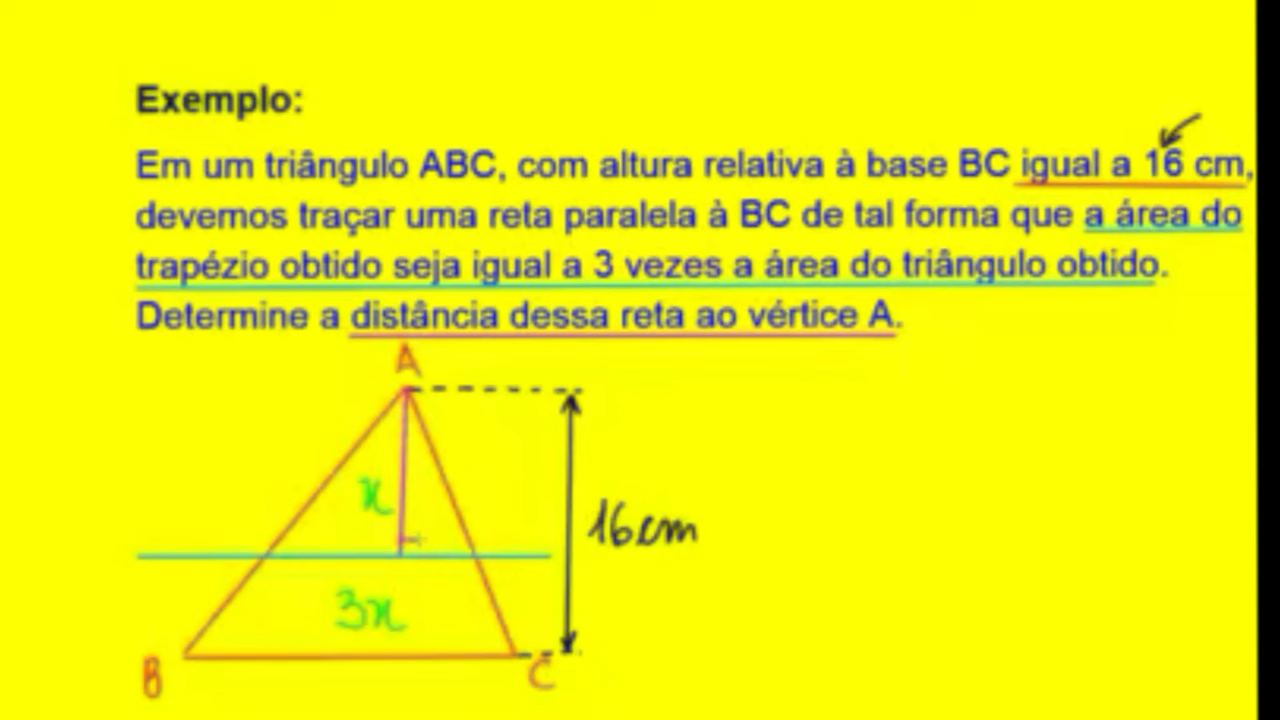 Exemplo:
Em um triângulo ABC, com altura relativa à base BC igual a 16 cm,
devemos traçar uma reta paralela à BC de tal forma que a área do
trapézio obtido seja igual a 3 vezes a área do triângulo obtido.
Determine a distância dessa reta ao vértice A.
A
x
16cm
3x
B
C